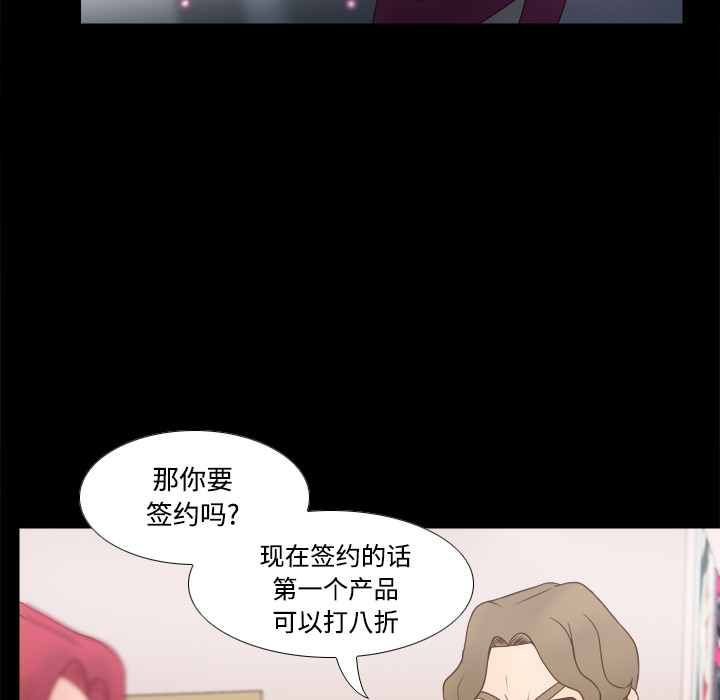 那你要
签约吗?
现在签约的话
第一个产品
可以打八折